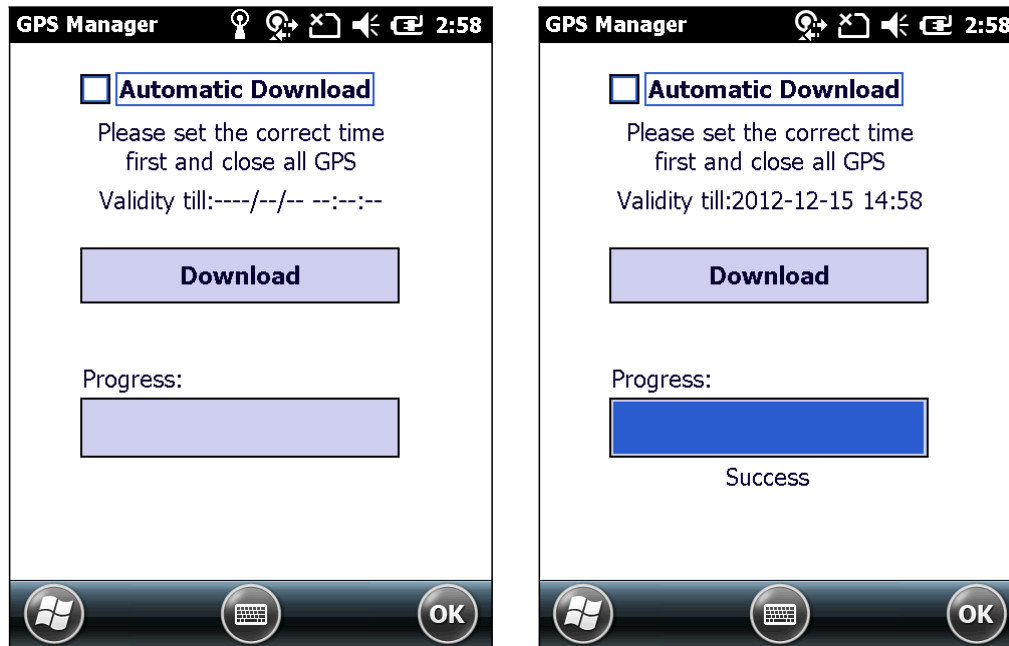 GPS Manager 2:58
Automatic Download
Please set the correct time
first and close all GPS
Validity till:----/--/-- --:--:--
Download
Progress:
OK
GPS Manager 2:58
Automatic Download
Please set the correct time
first and close all GPS
Validity till:2012-12-15 14:58
Download
Progress:
Success
OK